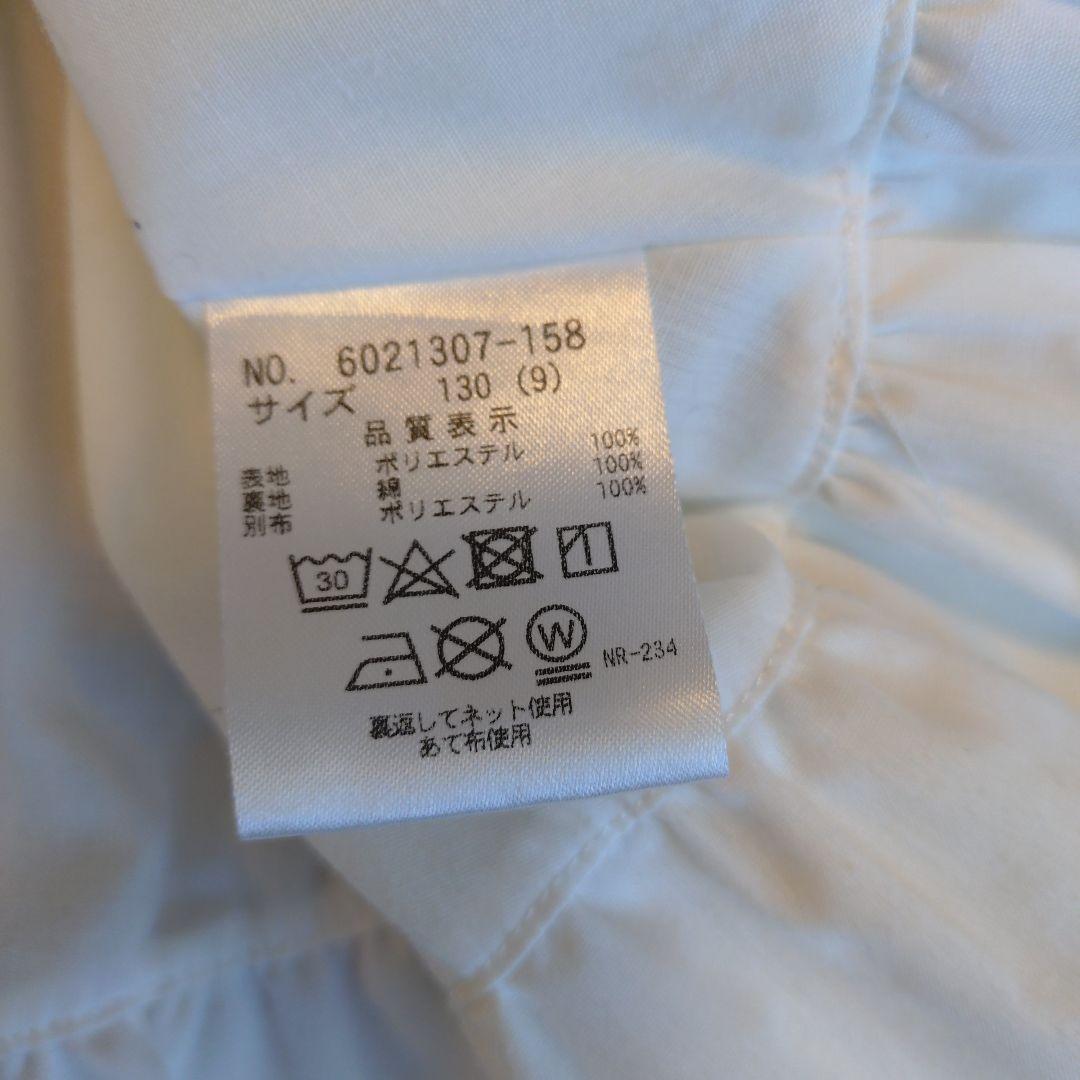 NO. 6021307-158
サイズ 130 (9)
品質表示
表地 ポリエステル 100%
裏地 綿 100%
別布 ポリエステル 100%
30
W NR-234
裏返してネット使用
あて布使用